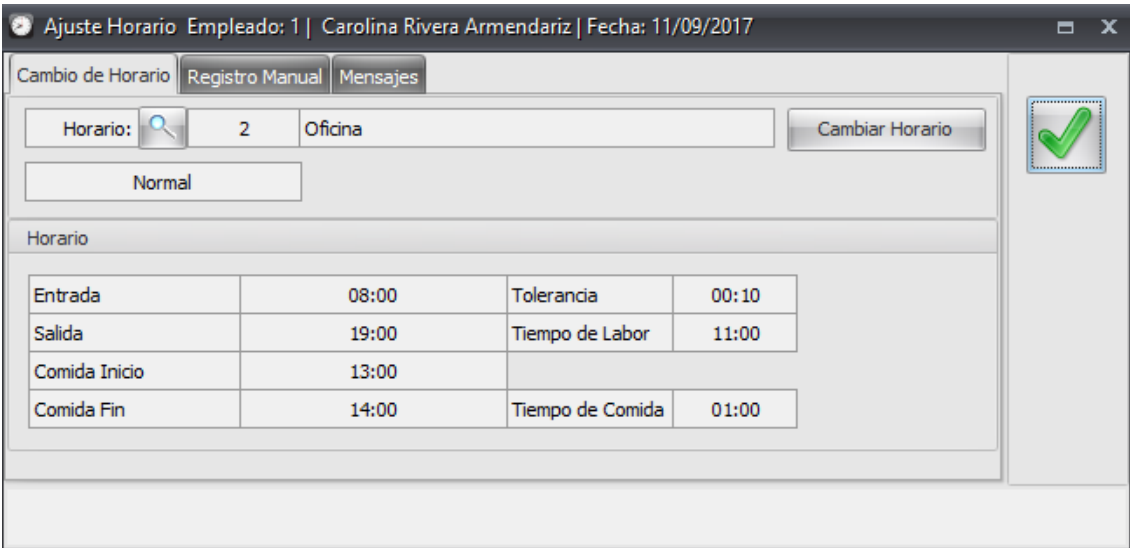 Ajuste Horario Empleado: 1 | Carolina Rivera Armendariz | Fecha: 11/09/2017
Cambio de Horario Registro Manual Mensajes
Horario: 2 Oficina Cambiar Horario
Normal
Horario
Entrada 08:00 Tolerancia 00:10
Salida 19:00 Tiempo de Labor 11:00
Comida Inicio 13:00
Comida Fin 14:00 Tiempo de Comida 01:00